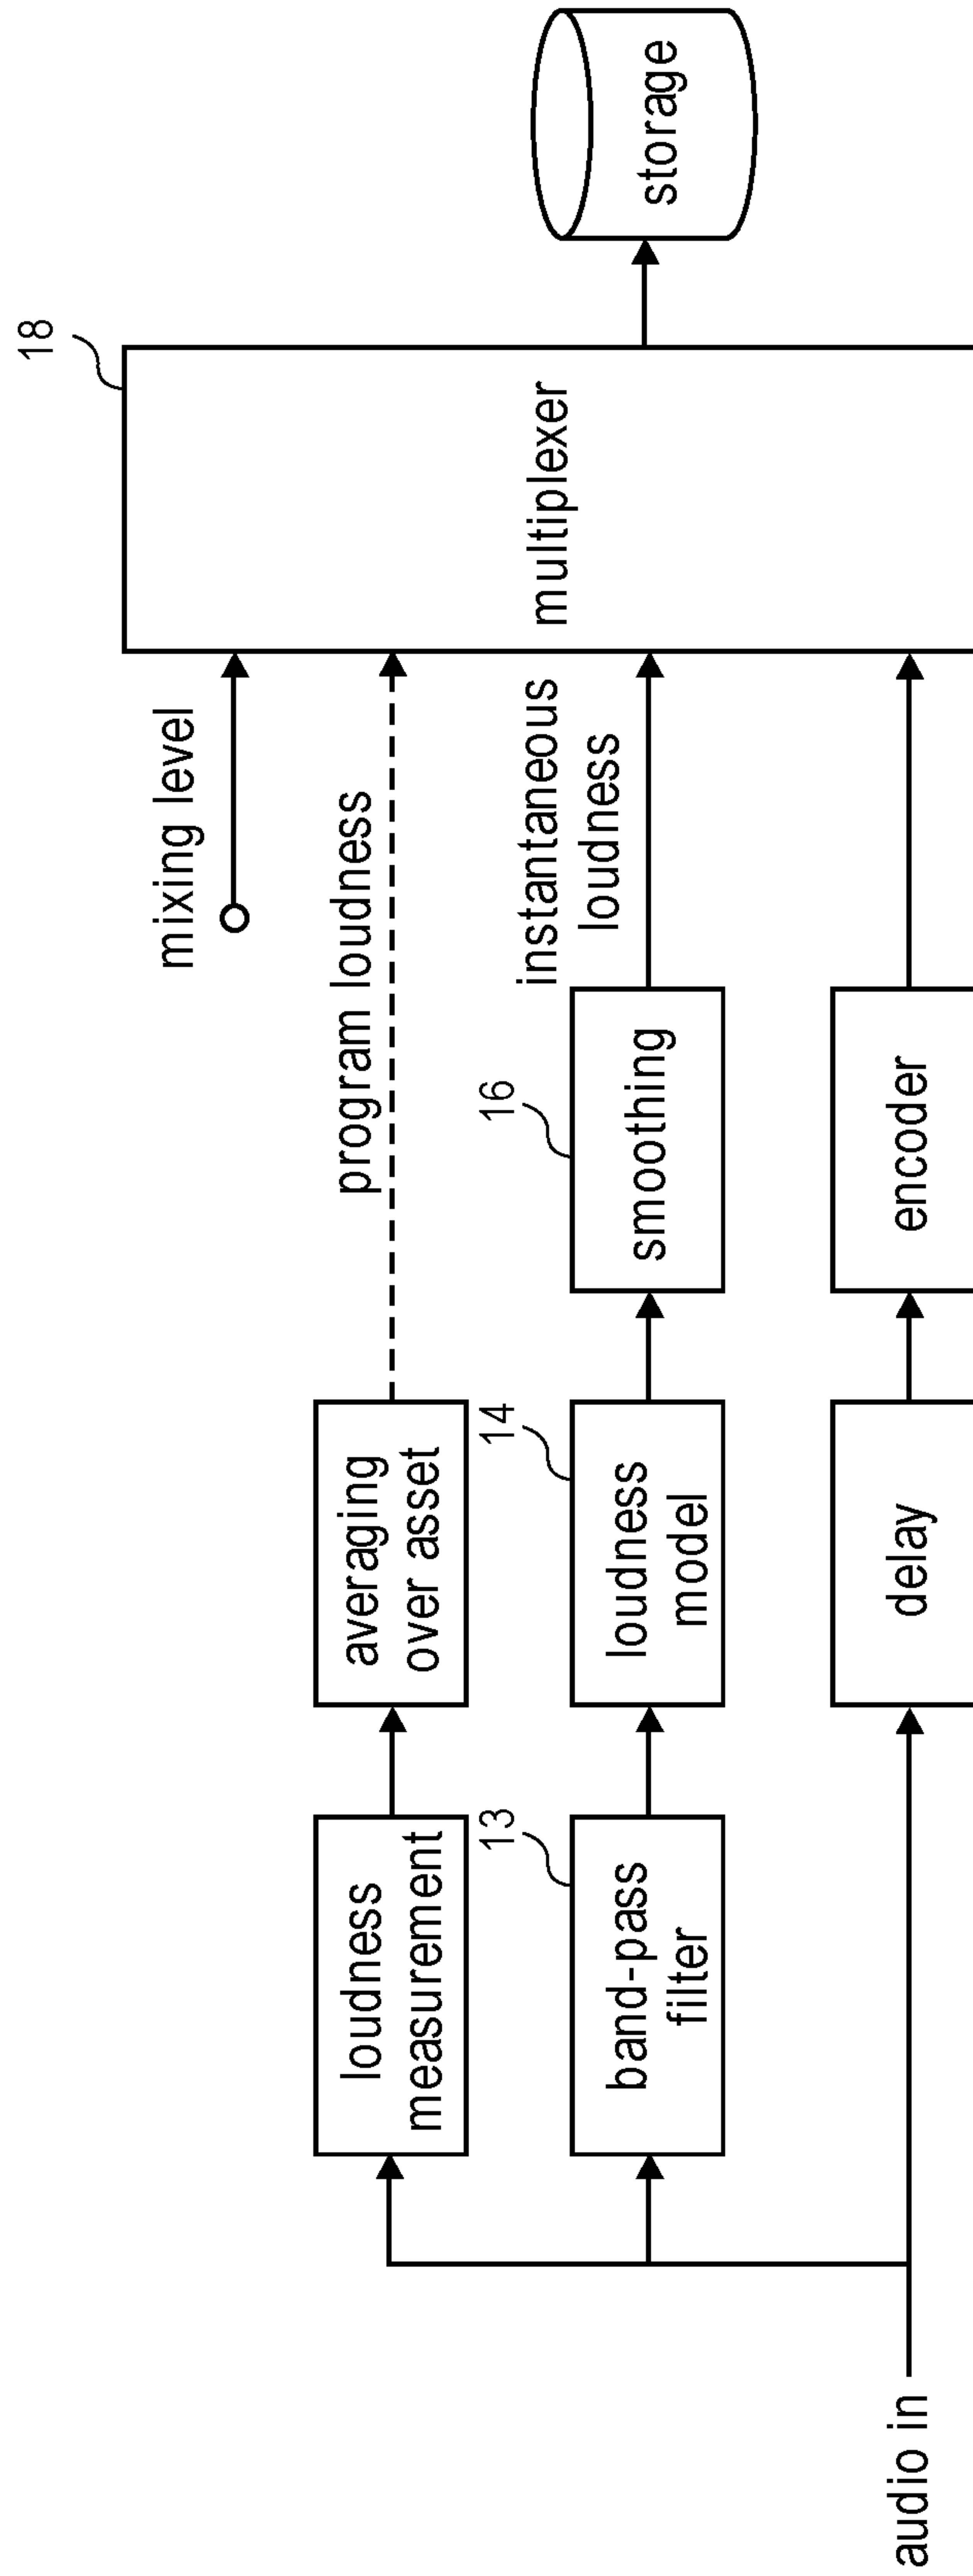 18
mixing level
program loudness
multiplexer
storage
averaging
over asset
loudness
measurement
instantaneous
loudness
16
smoothing
14
loudness
model
13
band-pass
filter
encoder
delay
audio in